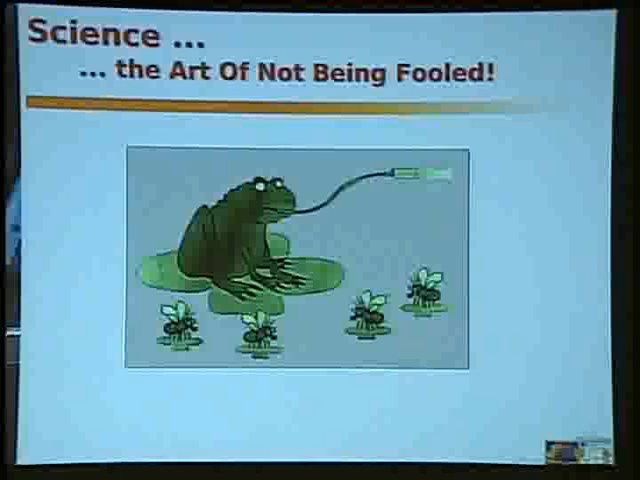 Science ...
... the Art Of Not Being Fooled!